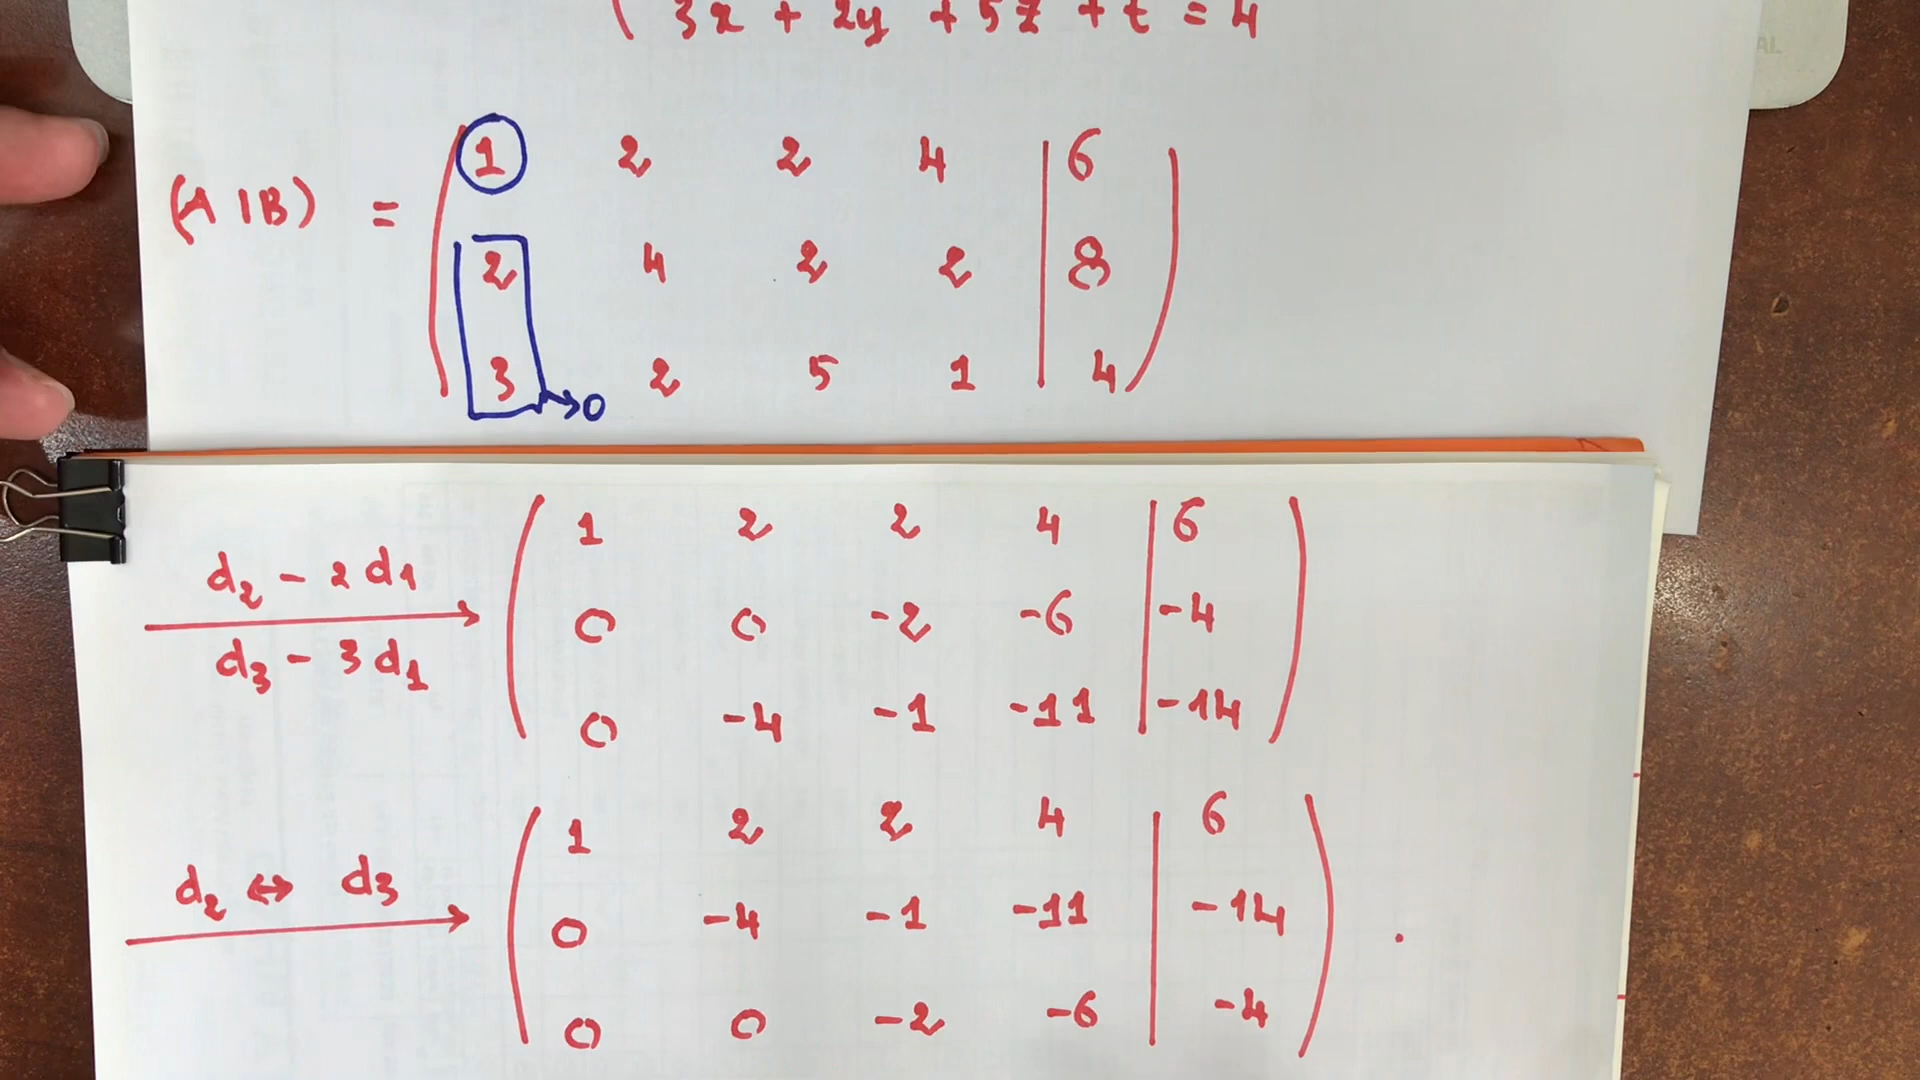 ( 3x + 2y + 5z + t = 4
(A | B) = ( 1 2 2 4 | 6 )
2 4 2 2 | 8
3 2 5 1 | 4
→0
d₂ - 2d₁
d₃ - 3d₁
( 1 2 2 4 | 6 )
0 0 -2 -6 | -4
0 -4 -1 -11 | -14
d₂ ↔ d₃
( 1 2 2 4 | 6 )
0 -4 -1 -11 | -14 .
0 0 -2 -6 | -4